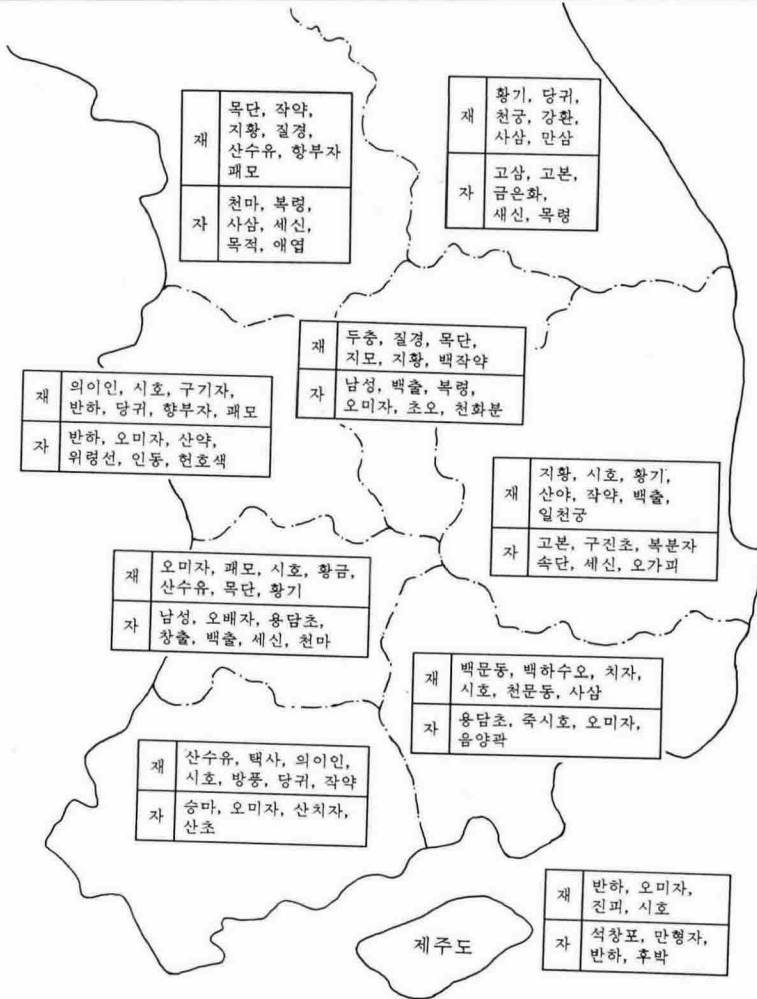 재
목단, 작약,
지황, 질경,
산수유, 항부자
패모
자
천마, 복령,
사삼, 세신,
목적, 애엽
재
황기, 당귀,
천궁, 강환,
사삼, 만삼
자
고삼, 고본,
금은화,
새신, 목령
재
두충, 질경, 목단,
지모, 지황, 백작약
자
남성, 백출, 복령,
오미자, 초오, 천화분
재
의이인, 시호, 구기자,
반하, 당귀, 향부자, 패모
자
반하, 오미자, 산약,
위령선, 인동, 헌호색
재
지황, 시호, 황기,
산야, 작약, 백출,
일천궁
자
고본, 구진초, 복분자
속단, 세신, 오가피
재
오미자, 패모, 시호, 황금,
산수유, 목단, 황기
자
남성, 오배자, 용담초,
창출, 백출, 세신, 천마
재
백문동, 백하수오, 치자,
시호, 천문동, 사삼
자
용담초, 죽시호, 오미자,
음양곽
재
산수유, 택사, 의이인,
시호, 방풍, 당귀, 작약
자
승마, 오미자, 산치자,
산초
재
반하, 오미자,
진피, 시호
자
석창포, 만형자,
반하, 후박
제주도